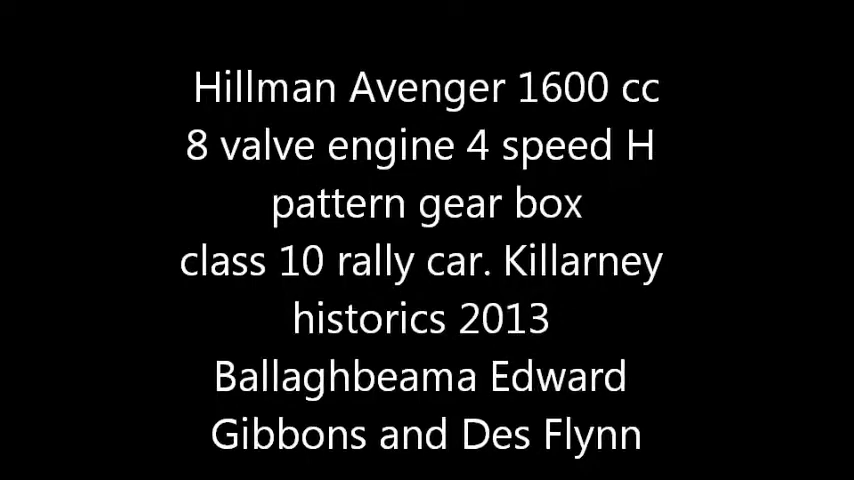 Hillman Avenger 1600 cc
8 valve engine 4 speed H
pattern gear box
class 10 rally car. Killarney
historics 2013
Ballaghbeama Edward
Gibbons and Des Flynn